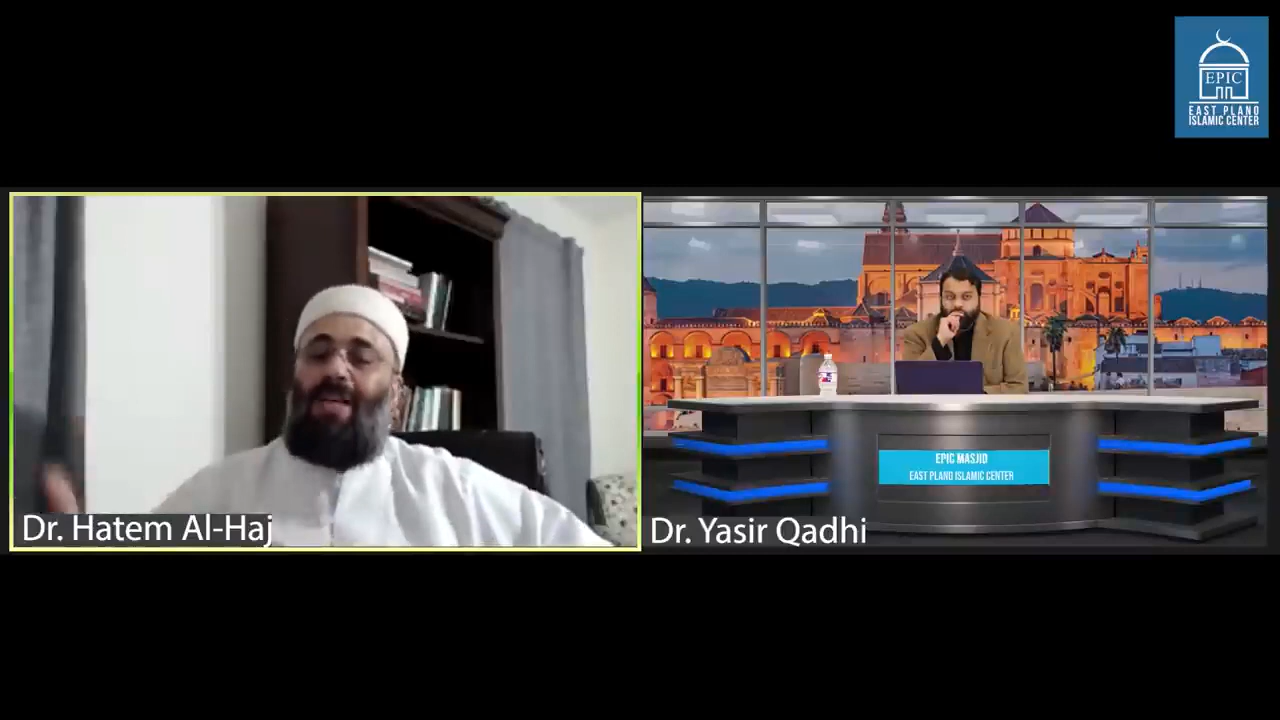 EPIC
EAST PLANO
ISLAMIC CENTER
EPIC MASJID
EAST PLANO ISLAMIC CENTER
Dr. Hatem Al-Haj
Dr. Yasir Qadhi